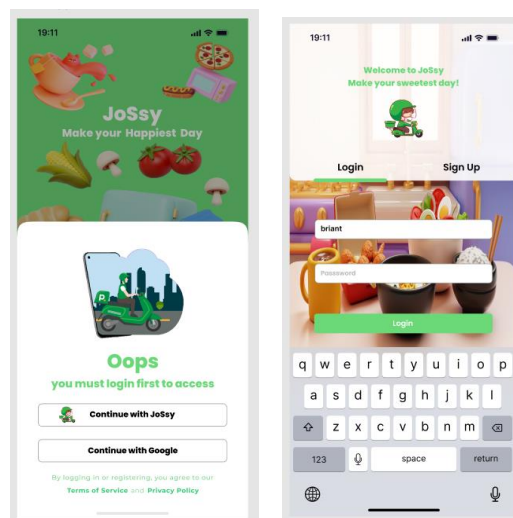 19:11
JoSsy
Make your Happiest Day
Oops
you must login first to access
Continue with JoSsy
Continue with Google
By logging in or registering, you agree to our
Terms of Service and Privacy Policy
19:11
Welcome to JoSsy
Make your sweetest day!
Login Sign Up
briant
Passsword
Login
q w e r t y u i o p
a s d f g h j k l
z x c v b n m
123 space return